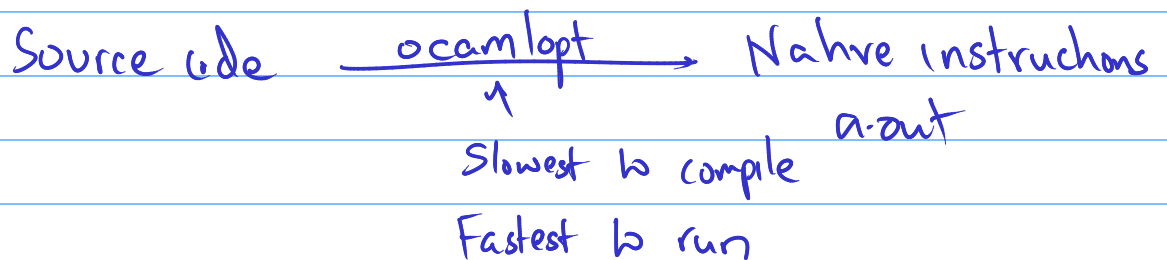 Source code ocamlopt Native instructions
a.out
Slowest to compile
Fastest to run